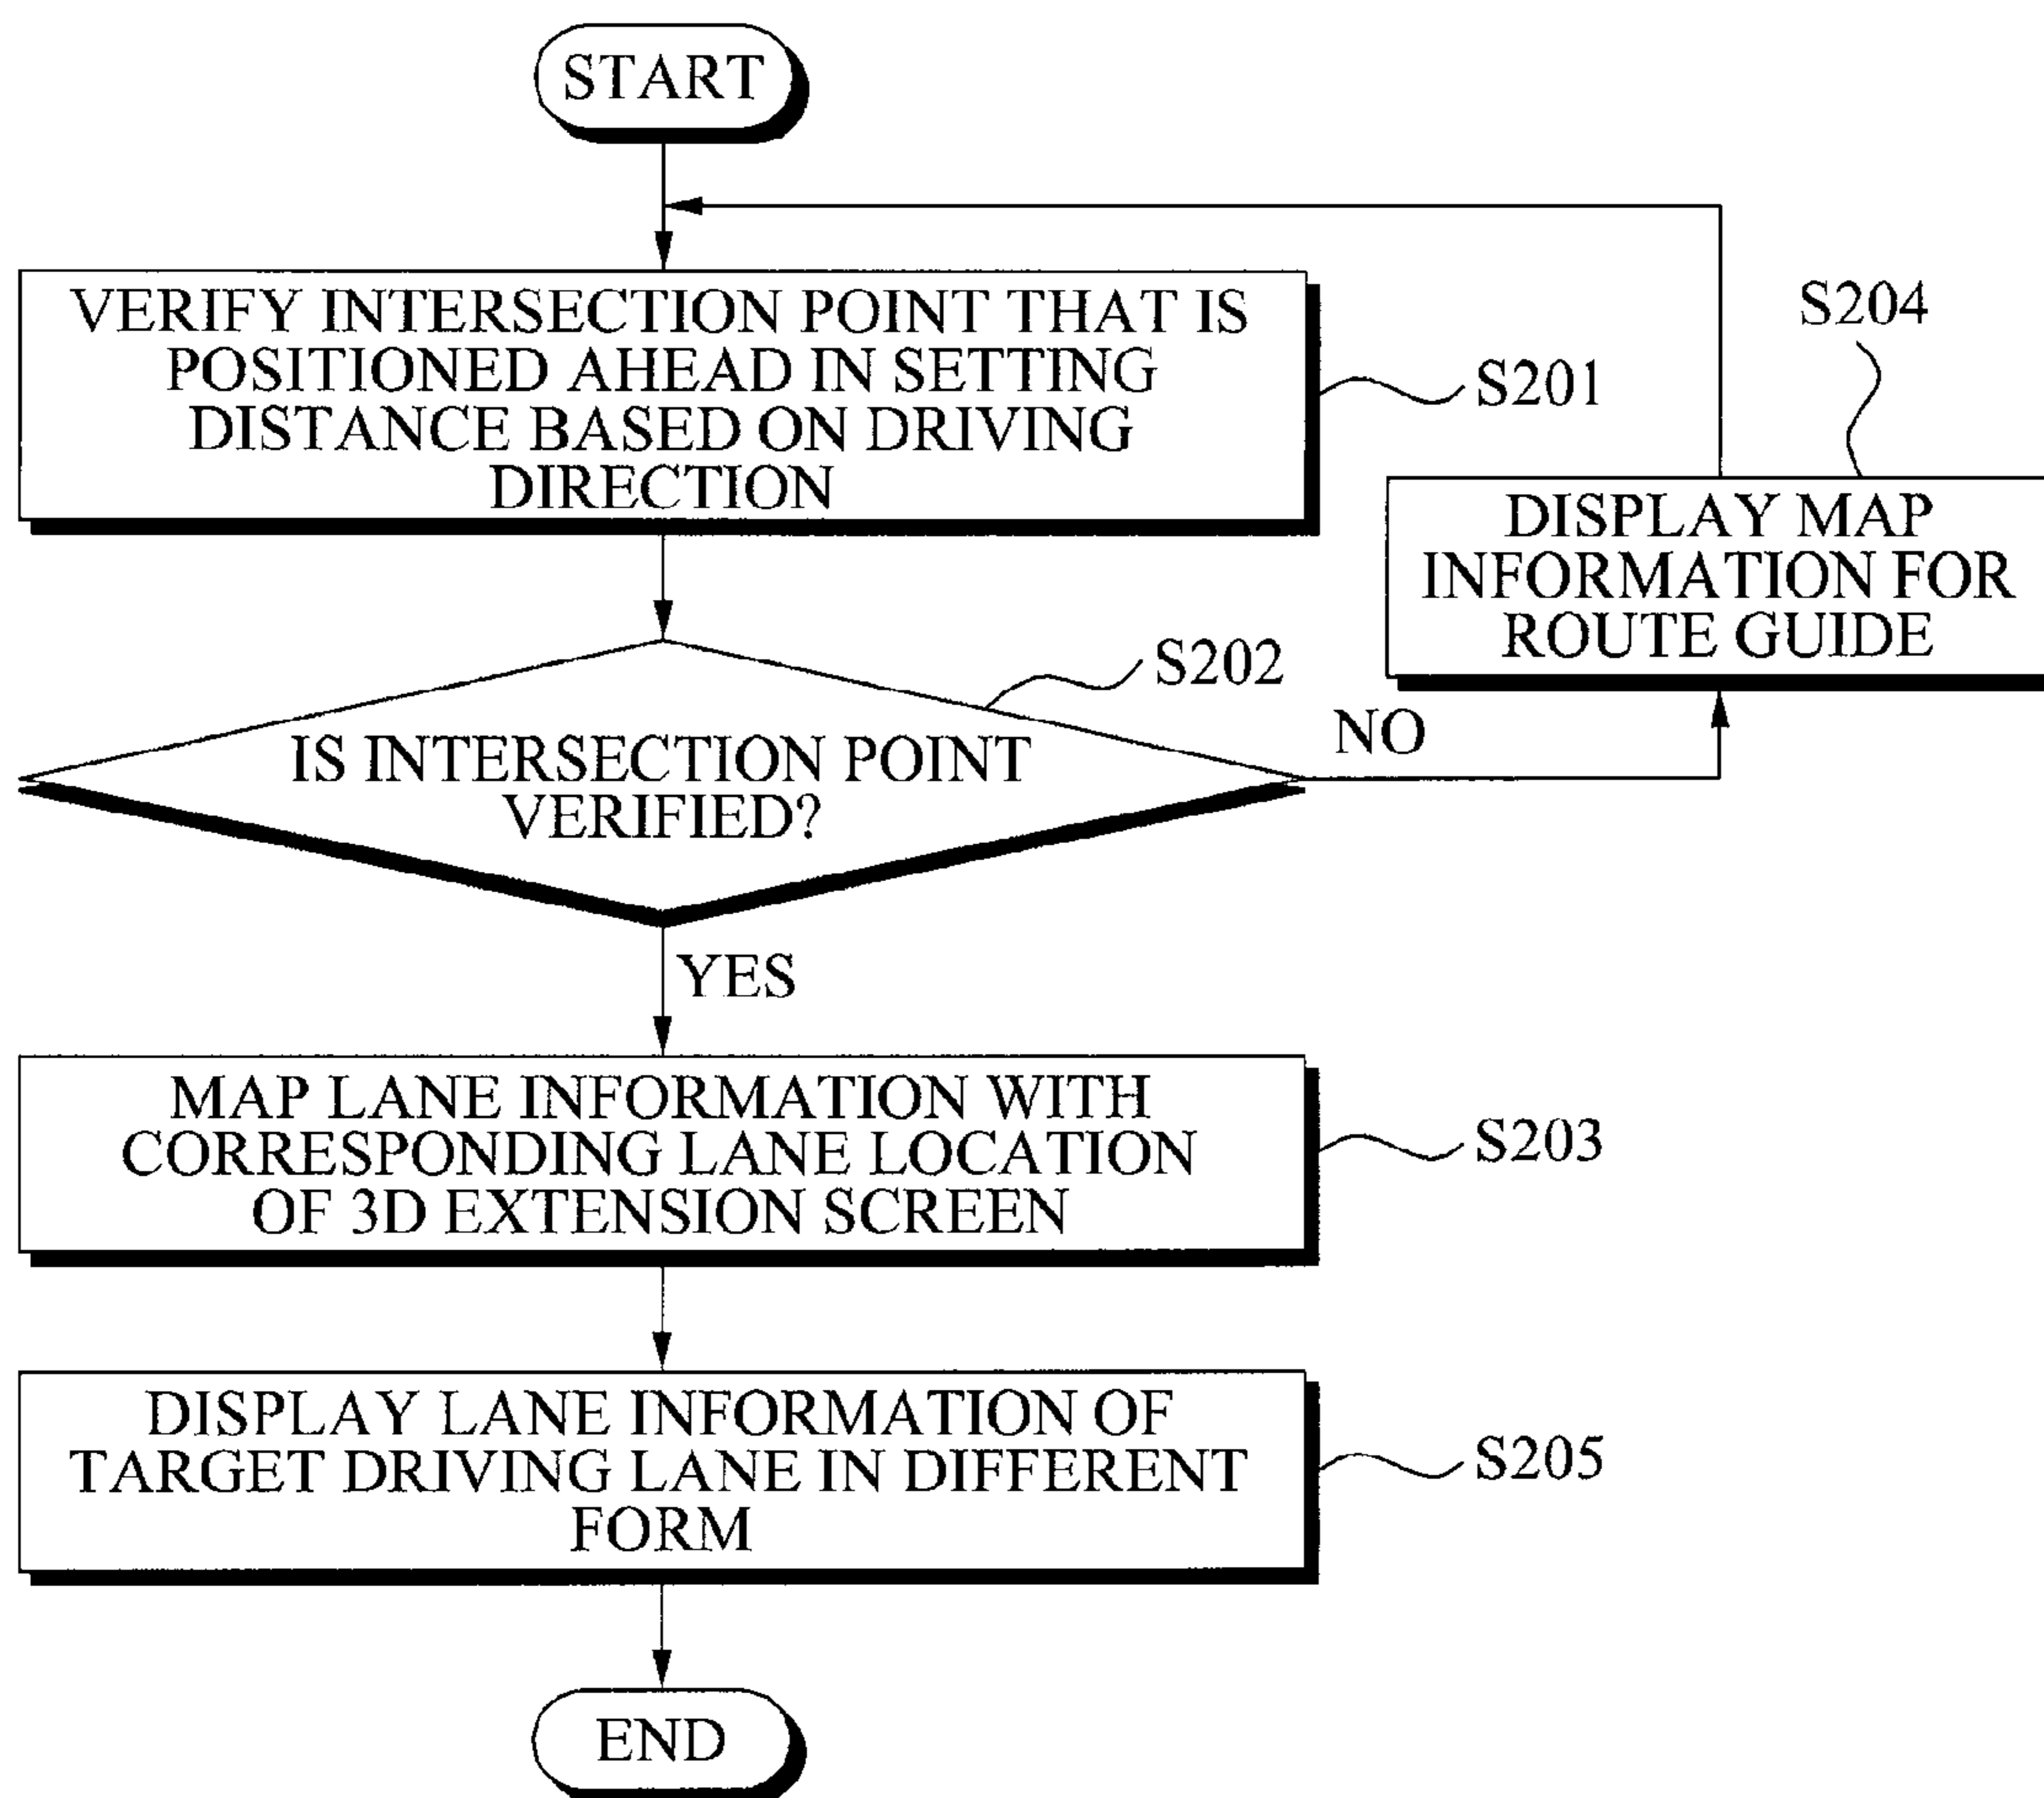 START
VERIFY INTERSECTION POINT THAT IS
POSITIONED AHEAD IN SETTING
DISTANCE BASED ON DRIVING
DIRECTION
S201
S204
DISPLAY MAP
INFORMATION FOR
ROUTE GUIDE
S202
IS INTERSECTION POINT
VERIFIED?
NO
YES
MAP LANE INFORMATION WITH
CORRESPONDING LANE LOCATION
OF 3D EXTENSION SCREEN
S203
DISPLAY LANE INFORMATION OF
TARGET DRIVING LANE IN DIFFERENT
FORM
S205
END